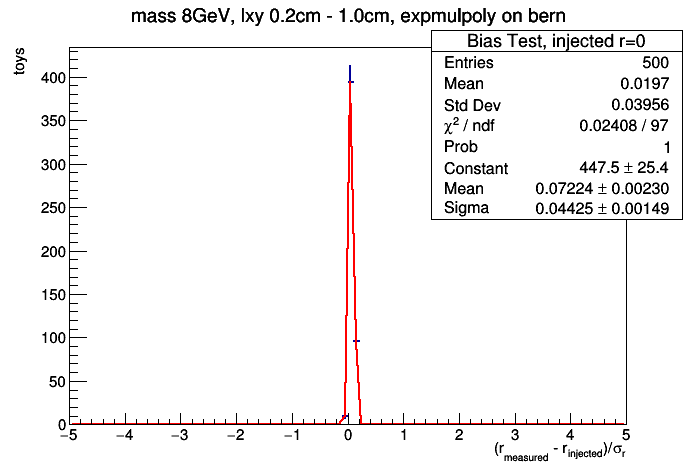 mass 8GeV, lxy 0.2cm - 1.0cm, expmulpoly on bern
Bias Test, injected r=0
Entries 500
Mean 0.0197
Std Dev 0.03956
χ² / ndf 0.02408 / 97
Prob 1
Constant 447.5 ± 25.4
Mean 0.07224 ± 0.00230
Sigma 0.04425 ± 0.00149
toys
400
350
300
250
200
150
100
50
0
−5 −4 −3 −2 −1 0 1 2 3 4 5
(r_measured - r_injected)/σ_r